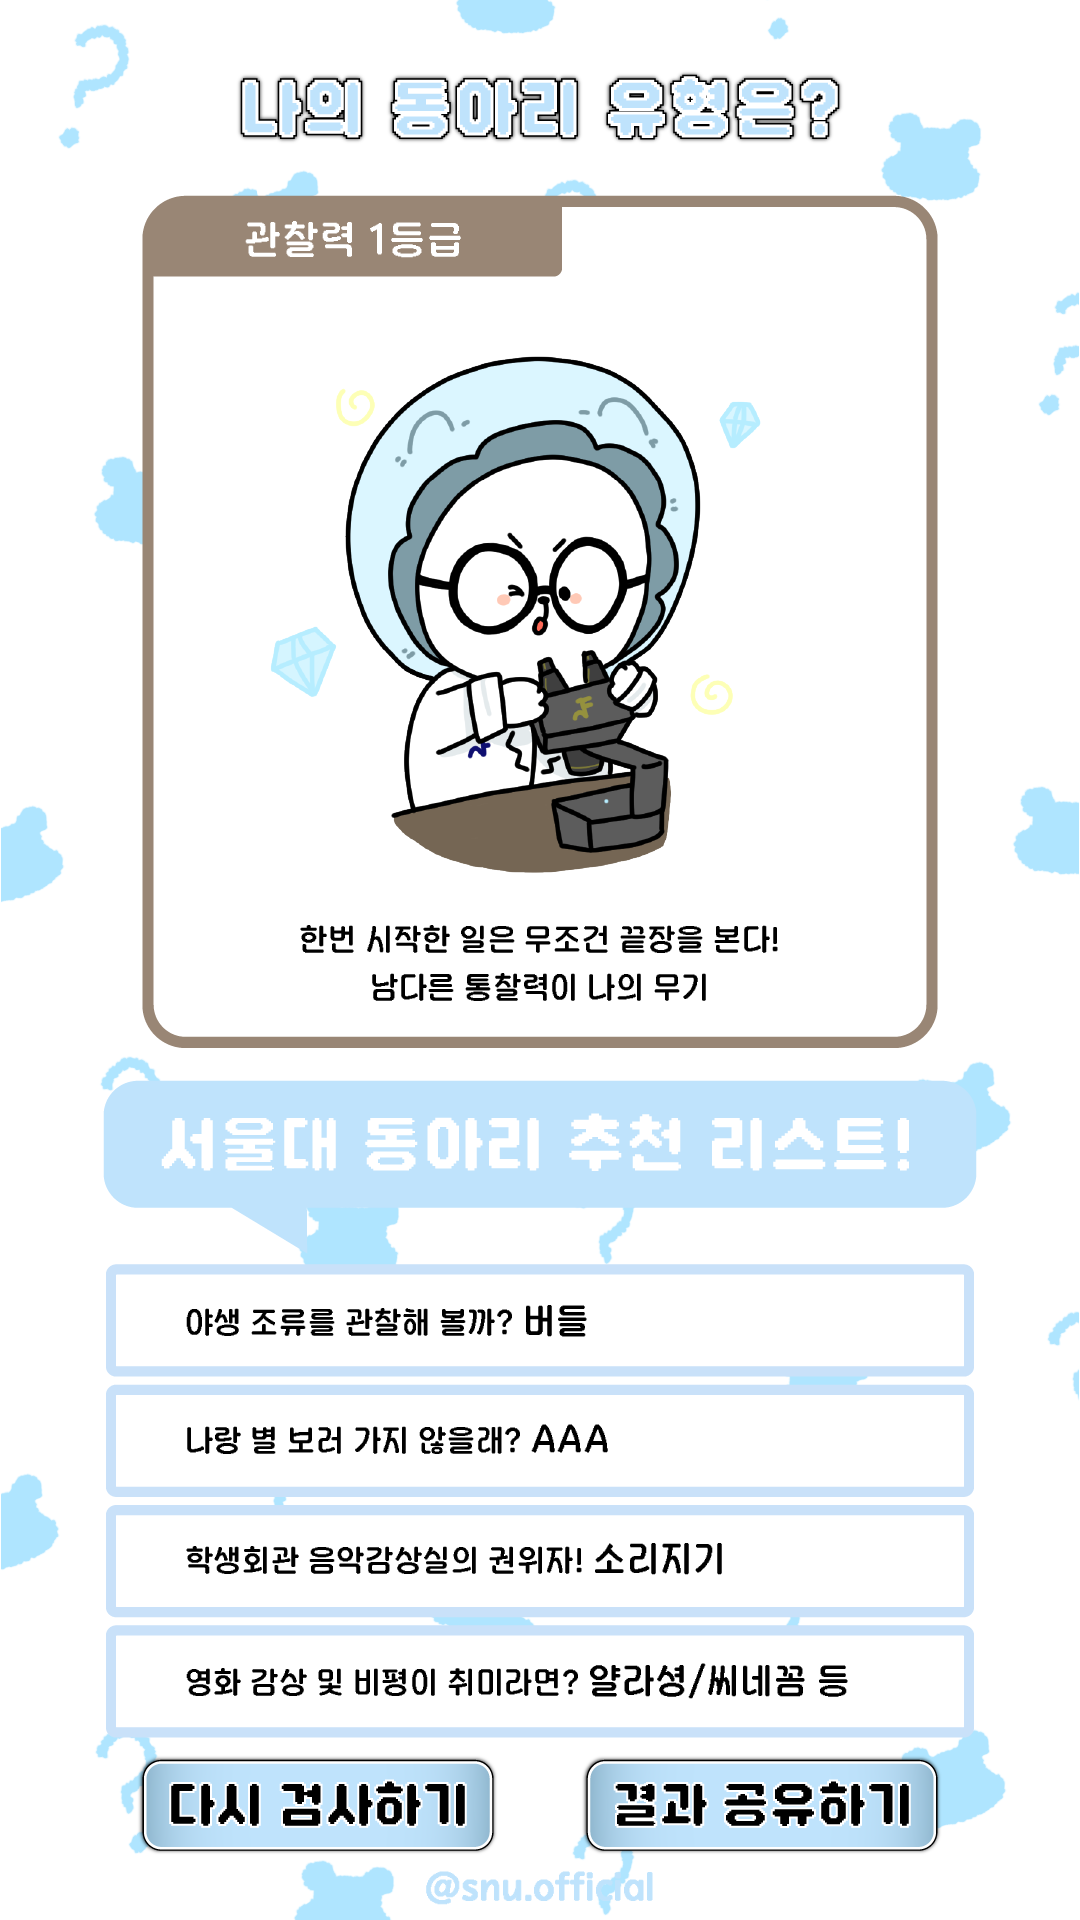 나의 동아리 유형은?
관찰력 1등급
한번 시작한 일은 무조건 끝장을 본다!
남다른 통찰력이 나의 무기
서울대 동아리 추천 리스트!
야생 조류를 관찰해 볼까? 버들
나랑 별 보러 가지 않을래? AAA
학생회관 음악감상실의 권위자! 소리지기
영화 감상 및 비평이 취미라면? 얄라셩/씨네꼼 등
다시 검사하기
결과 공유하기
@snu.official